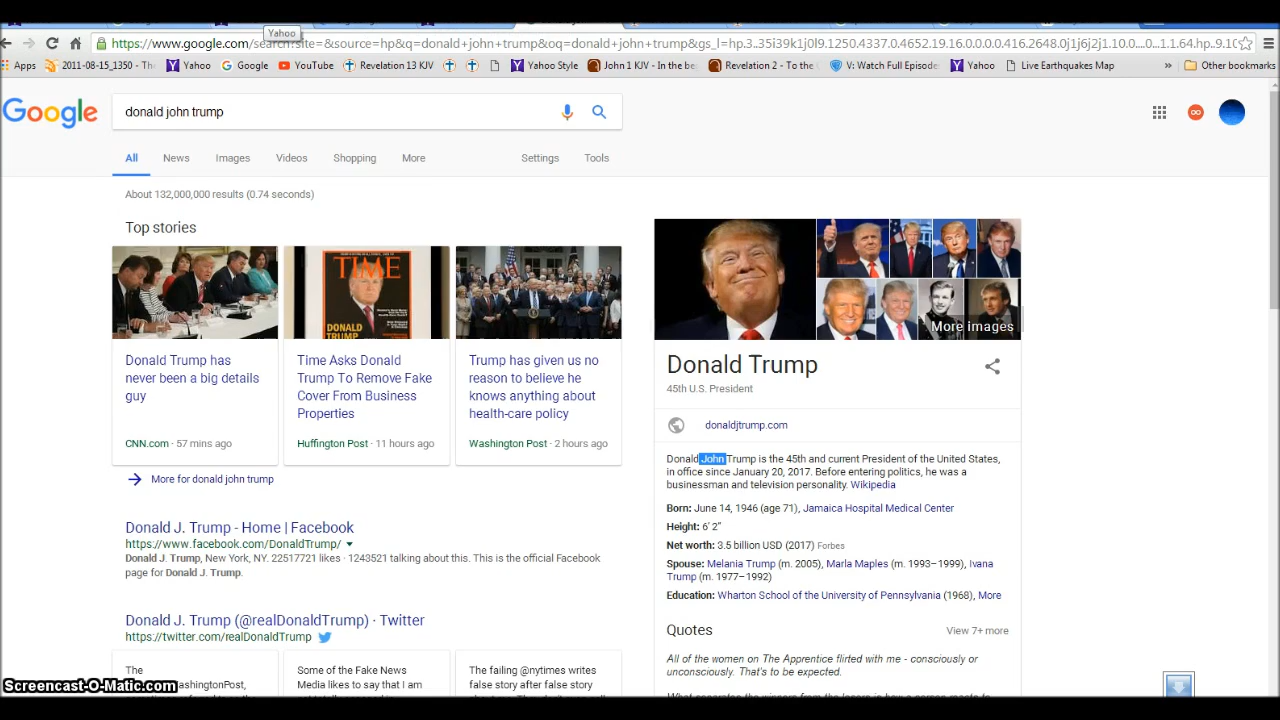 Yahoo
https://www.google.com/search?site=&source=hp&q=donald+john+trump&oq=donald+john+trump&gs_l=hp.3..35i39k1j0l9.1250.4337.0.4652.19.16.0.0.0.0.416.2648.0j1j6j2j1.10.0....0...1.1.64.hp..9.10
Apps 2011-08-15_1350 - Th Yahoo Google YouTube Revelation 13 KJV Yahoo Style John 1 KJV - In the be Revelation 2 - To the V: Watch Full Episode Yahoo Live Earthquakes Map » Other bookmarks
Google donald john trump
All News Images Videos Shopping More Settings Tools
About 132,000,000 results (0.74 seconds)
Top stories
TIME
DONALD
TRUMP
Donald Trump has
never been a big details
guy
CNN.com · 57 mins ago
Time Asks Donald
Trump To Remove Fake
Cover From Business
Properties
Huffington Post · 11 hours ago
Trump has given us no
reason to believe he
knows anything about
health-care policy
Washington Post · 2 hours ago
More for donald john trump
Donald J. Trump - Home | Facebook
https://www.facebook.com/DonaldTrump/
Donald J. Trump, New York, NY. 22517721 likes · 1243521 talking about this. This is the official Facebook
page for Donald J. Trump.
Donald J. Trump (@realDonaldTrump) · Twitter
https://twitter.com/realDonaldTrump
The
WashingtonPost,
Some of the Fake News
Media likes to say that I am
The failing @nytimes writes
false story after false story
More images
Donald Trump
45th U.S. President
donaldjtrump.com
Donald John Trump is the 45th and current President of the United States,
in office since January 20, 2017. Before entering politics, he was a
businessman and television personality. Wikipedia
Born: June 14, 1946 (age 71), Jamaica Hospital Medical Center
Height: 6′ 2″
Net worth: 3.5 billion USD (2017) Forbes
Spouse: Melania Trump (m. 2005), Marla Maples (m. 1993–1999), Ivana
Trump (m. 1977–1992)
Education: Wharton School of the University of Pennsylvania (1968), More
Quotes View 7+ more
All of the women on The Apprentice flirted with me - consciously or
unconsciously. That's to be expected.
Screencast-O-Matic.com